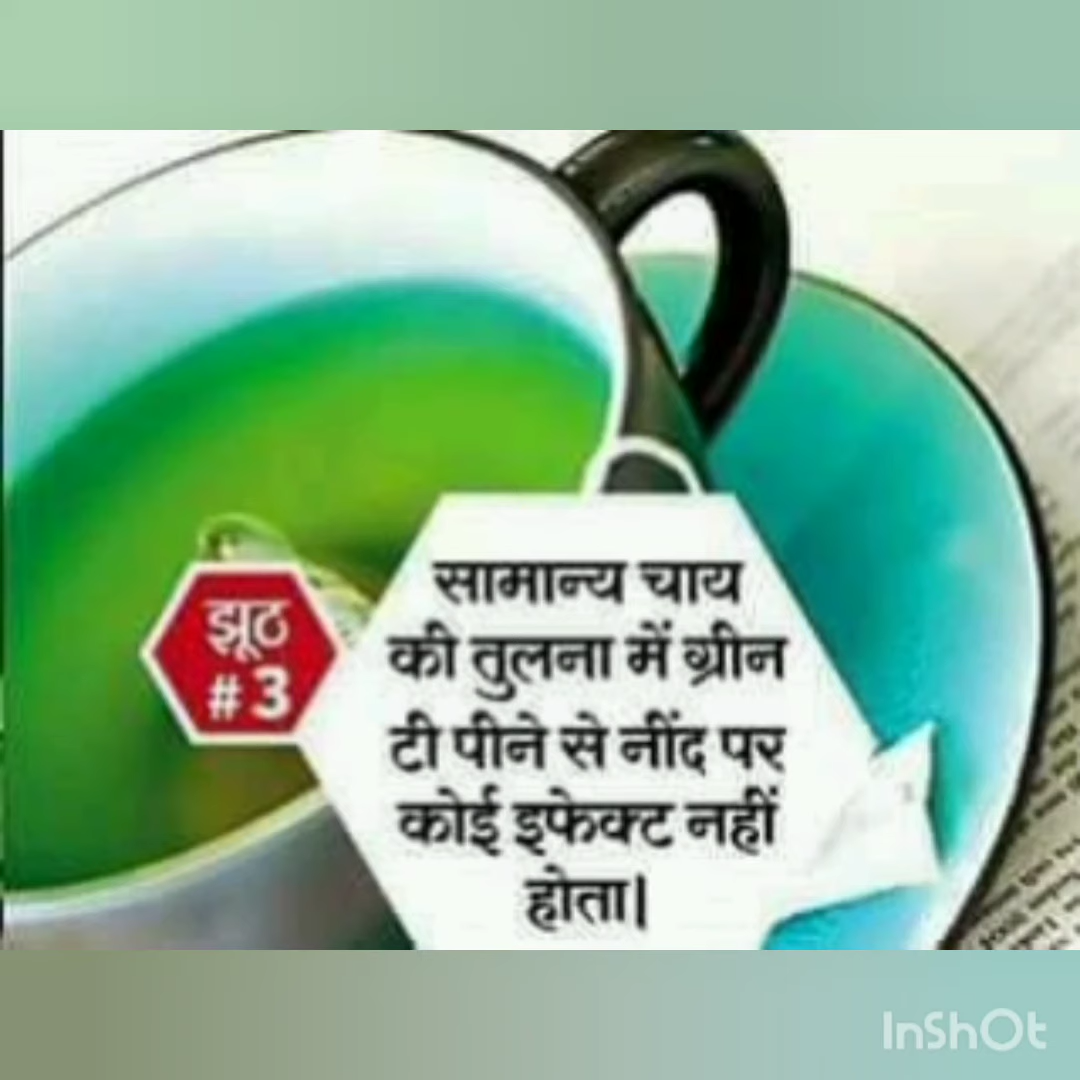 झूठ
#3
सामान्य चाय
की तुलना में ग्रीन
टी पीने से नींद पर
कोई इफेक्ट नहीं
होता।
InShOt